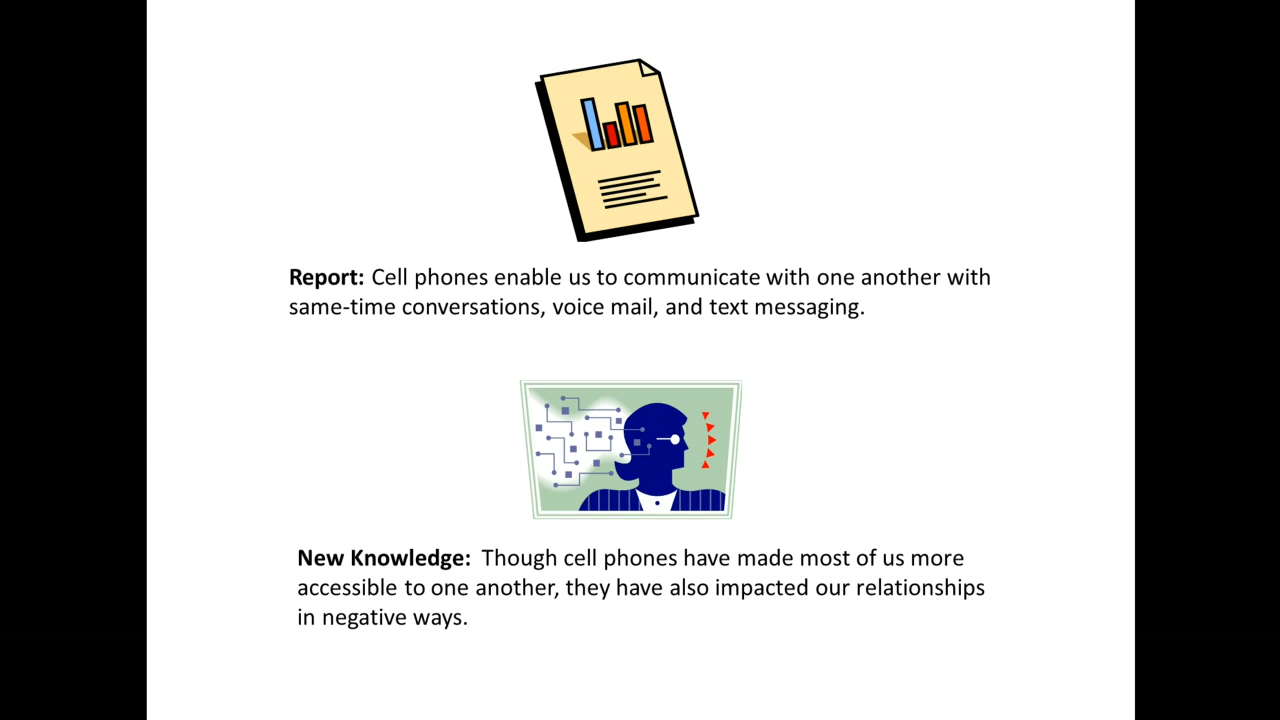 Report: Cell phones enable us to communicate with one another with
same-time conversations, voice mail, and text messaging.
New Knowledge: Though cell phones have made most of us more
accessible to one another, they have also impacted our relationships
in negative ways.